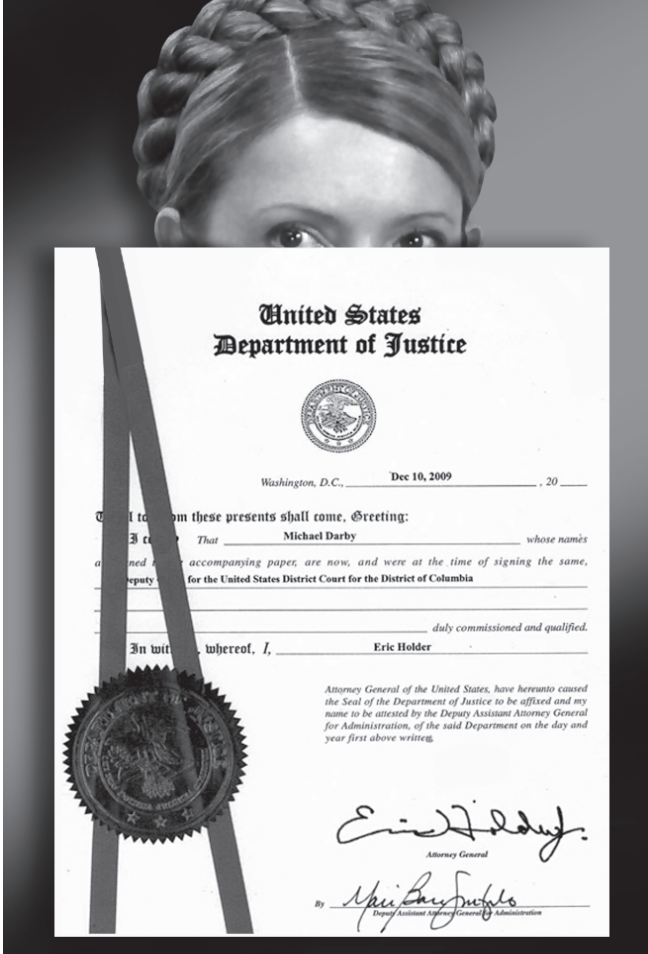 United States
Department of Justice
Washington, D.C., Dec 10, 2009 , 20
these presents shall come, Greeting:
I That Michael Darby whose names
accompanying paper, are now, and were at the time of signing the same,
for the United States District Court for the District of Columbia
duly commissioned and qualified.
In whereof, I, Eric Holder
Attorney General of the United States, have hereunto caused
the Seal of the Department of Justice to be affixed and my
name to be attested by the Deputy Assistant Attorney General
for Administration, of the said Department on the day and
year first above written.
Attorney General
By
Deputy Assistant Attorney General for Administration